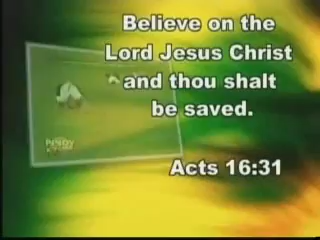 Believe on the
Lord Jesus Christ
and thou shalt
be saved.
Acts 16:31